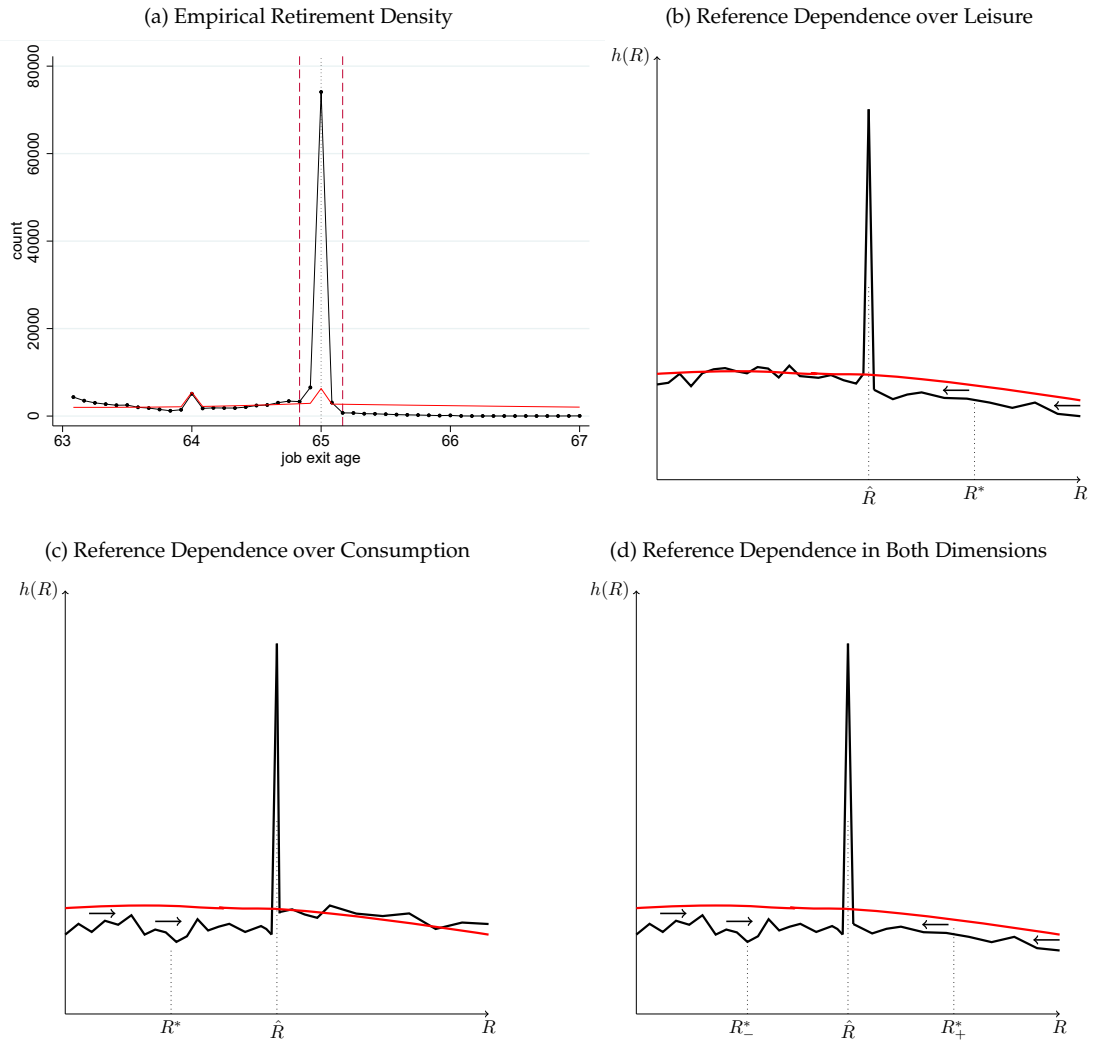 (a) Empirical Retirement Density
80000
60000
40000
20000
0
count
63 64 65 66 67
job exit age
(b) Reference Dependence over Leisure
h(R)
R̂ R* R
(c) Reference Dependence over Consumption
h(R)
R* R̂ R
(d) Reference Dependence in Both Dimensions
h(R)
R*₋ R̂ R*₊ R